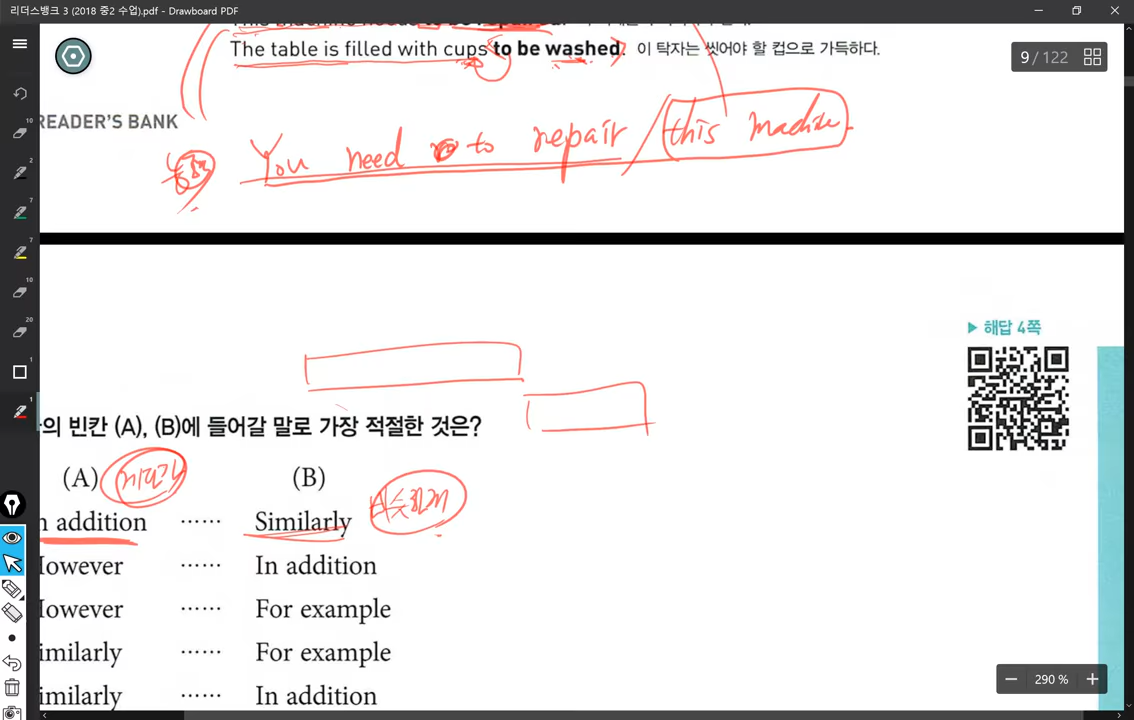 리더스뱅크 3 (2018 중2 수업).pdf - Drawboard PDF
The table is filled with cups to be washed. 이 탁자는 씻어야 할 컵으로 가득하다.
9 / 122
READER'S BANK
You need to repair / this machine.
▶ 해답 4쪽
의 빈칸 (A), (B)에 들어갈 말로 가장 적절한 것은?
(A) 게다가 (B)
n addition ······ Similarly 비슷하게
However ······ In addition
However ······ For example
imilarly ······ For example
imilarly ······ In addition
290 %